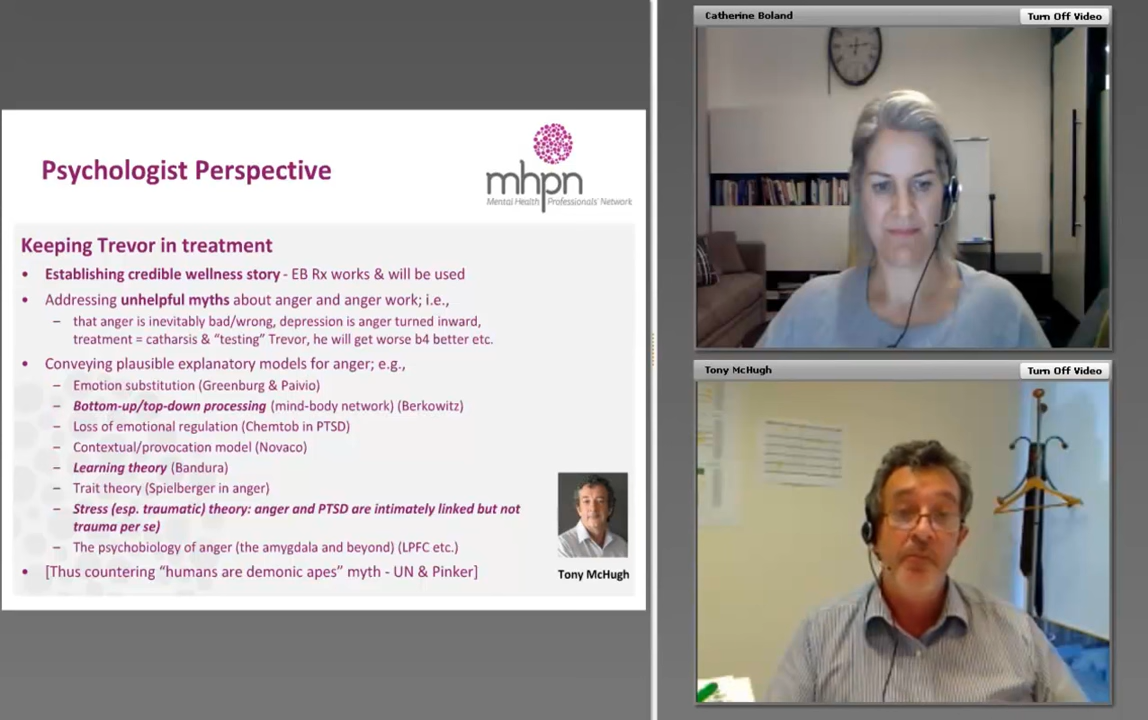 Psychologist Perspective
mhpn
Mental Health Professionals' Network
Keeping Trevor in treatment
• Establishing credible wellness story - EB Rx works & will be used
• Addressing unhelpful myths about anger and anger work; i.e.,
– that anger is inevitably bad/wrong, depression is anger turned inward,
treatment = catharsis & “testing” Trevor, he will get worse b4 better etc.
• Conveying plausible explanatory models for anger; e.g.,
– Emotion substitution (Greenburg & Paivio)
– Bottom-up/top-down processing (mind-body network) (Berkowitz)
– Loss of emotional regulation (Chemtob in PTSD)
– Contextual/provocation model (Novaco)
– Learning theory (Bandura)
– Trait theory (Spielberger in anger)
– Stress (esp. traumatic) theory: anger and PTSD are intimately linked but not
trauma per se)
– The psychobiology of anger (the amygdala and beyond) (LPFC etc.)
• [Thus countering “humans are demonic apes” myth - UN & Pinker]
Tony McHugh
Catherine Boland
Turn Off Video
Tony McHugh
Turn Off Video